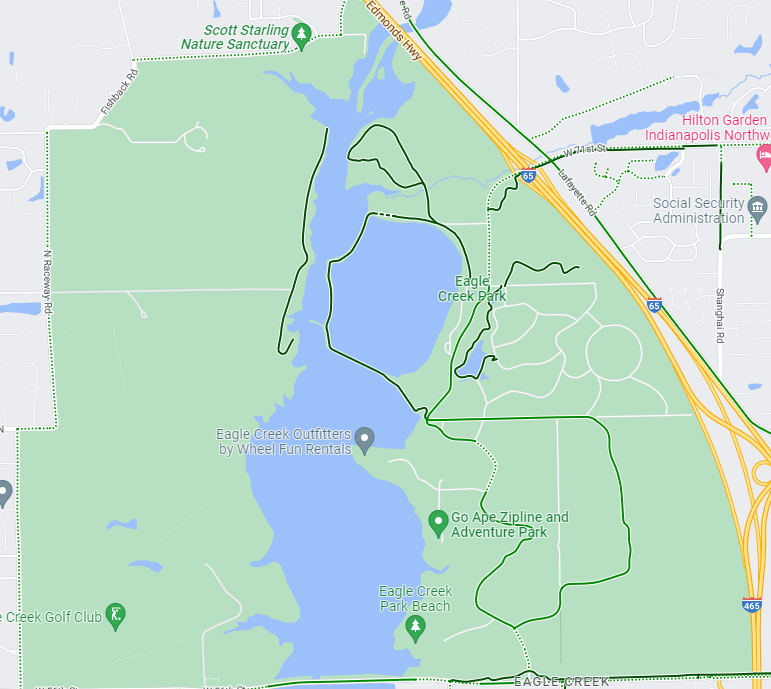 Scott Starling
Nature Sanctuary
Edmonds Hwy
Fishback Rd
Hilton Garden
Indianapolis Northw
W 71st St
65
Lafayette Rd
Social Security
Administration
N Raceway Rd
Eagle
Creek Park
65
Shanghai Rd
N
Eagle Creek Outfitters
by Wheel Fun Rentals
Go Ape Zipline and
Adventure Park
Eagle Creek
Park Beach
465
e Creek Golf Club
EAGLE CREEK